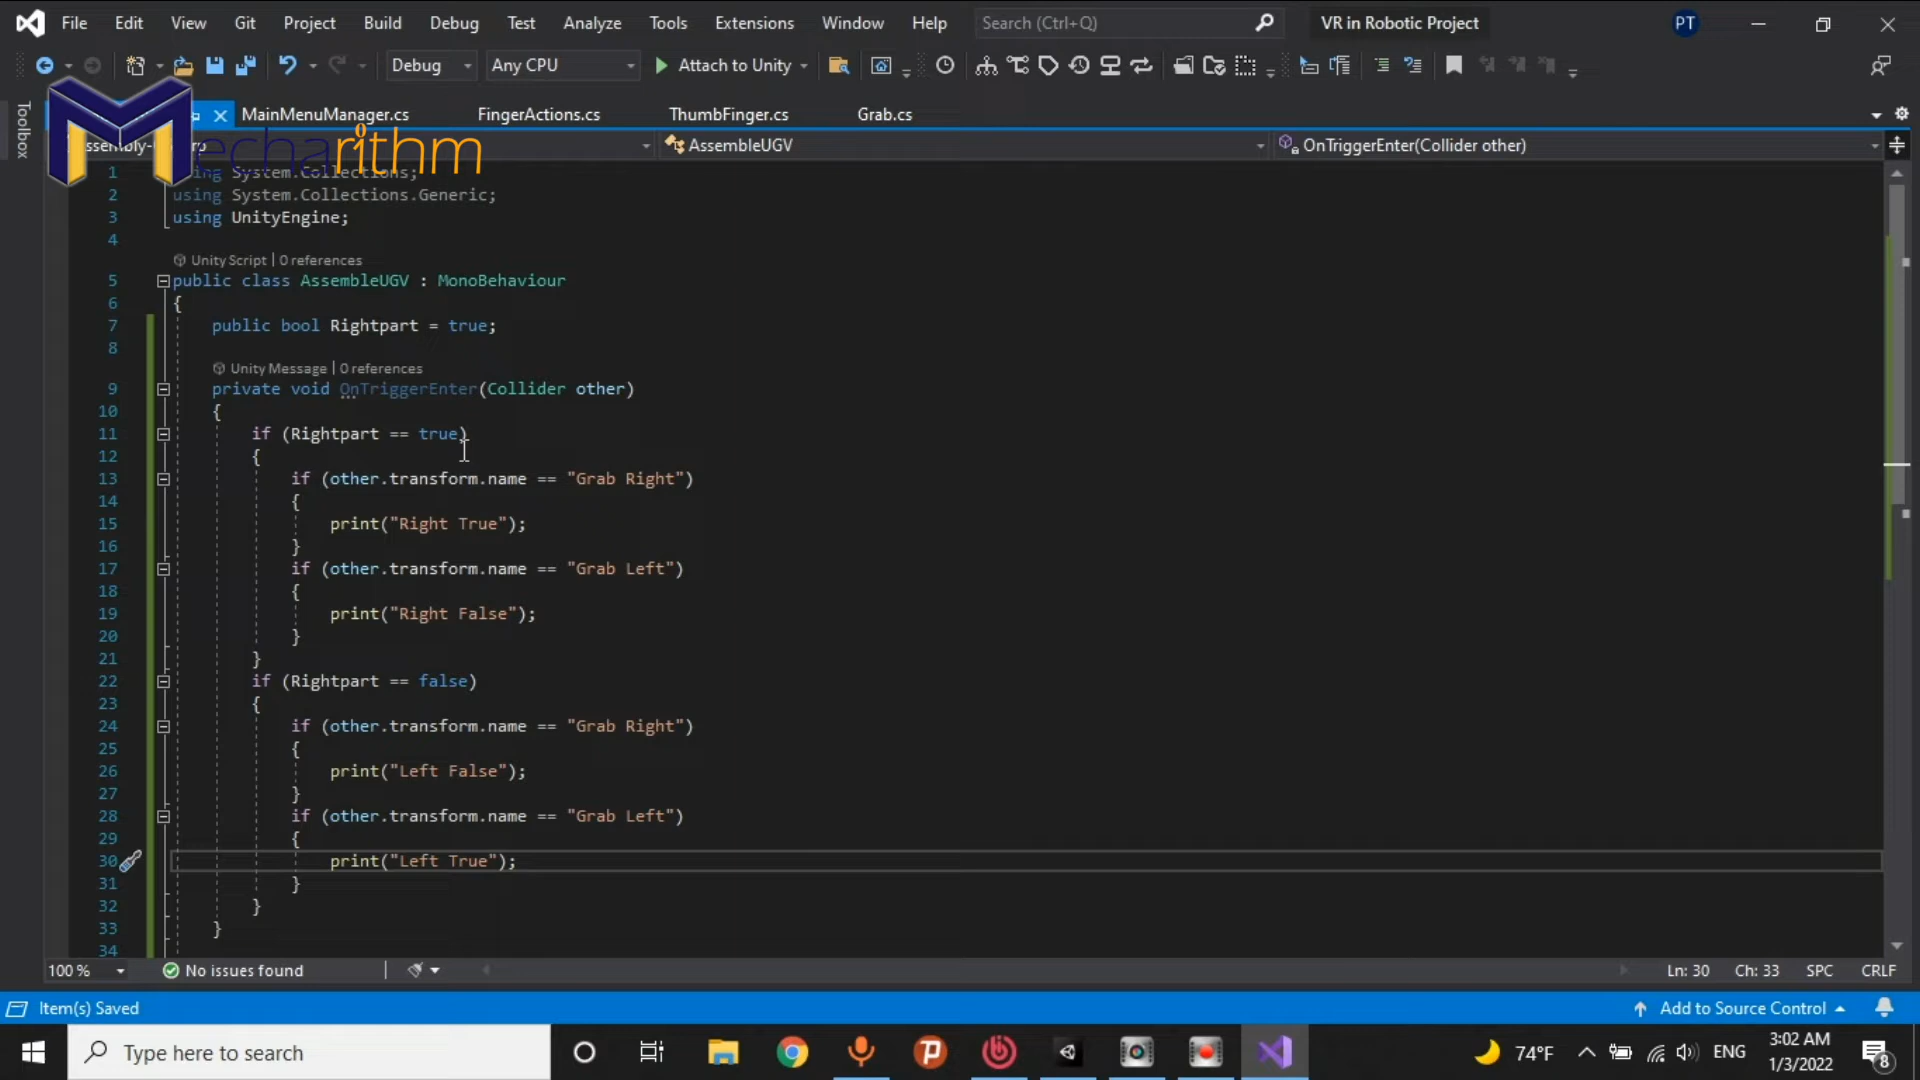 File Edit View Git Project Build Debug Test Analyze Tools Extensions Window Help Search (Ctrl+Q) VR in Robotic Project PT
Debug Any CPU Attach to Unity
MainMenuManager.cs FingerActions.cs ThumbFinger.cs Grab.cs
Toolbox
Mecharithm
AssembleUGV OnTriggerEnter(Collider other)
1 System.Collections;
2 using System.Collections.Generic;
3 using UnityEngine;
4
Unity Script | 0 references
5 public class AssembleUGV : MonoBehaviour
6 {
7 public bool Rightpart = true;
8
Unity Message | 0 references
9 private void OnTriggerEnter(Collider other)
10 {
11 if (Rightpart == true)
12 {
13 if (other.transform.name == "Grab Right")
14 {
15 print("Right True");
16 }
17 if (other.transform.name == "Grab Left")
18 {
19 print("Right False");
20 }
21 }
22 if (Rightpart == false)
23 {
24 if (other.transform.name == "Grab Right")
25 {
26 print("Left False");
27 }
28 if (other.transform.name == "Grab Left")
29 {
30 print("Left True");
31 }
32 }
33 }
34
100 % No issues found Ln: 30 Ch: 33 SPC CRLF
Item(s) Saved Add to Source Control
Type here to search 74°F ENG 3:02 AM
1/3/2022 8